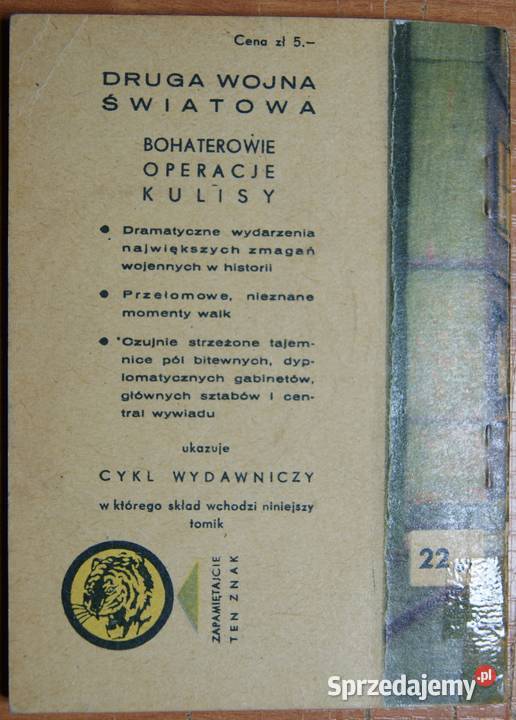 Cena zł 5.–
DRUGA WOJNA
ŚWIATOWA
BOHATEROWIE
OPERACJE
KULISY
● Dramatyczne wydarzenia
największych zmagań
wojennych w historii
● Przełomowe, nieznane
momenty walk
● Czujnie strzeżone tajem-
nice pól bitewnych, dyp-
lomatycznych gabinetów,
głównych sztabów i cen-
tral wywiadu
ukazuje
CYKL WYDAWNICZY
w którego skład wchodzi niniejszy
tomik
ZAPAMIĘTAJCIE
TEN ZNAK
22
Sprzedajemy.pl